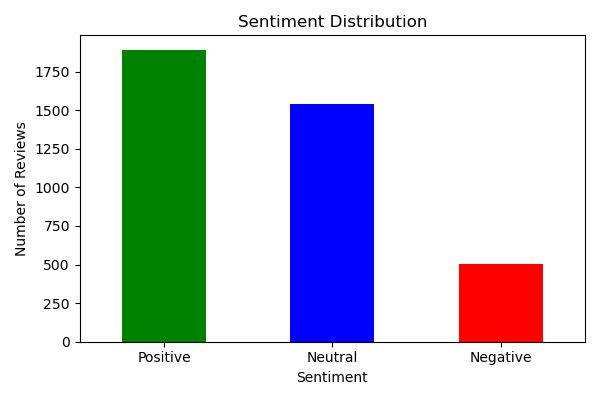 Sentiment Distribution
Number of Reviews
1750
1500
1250
1000
750
500
250
0
Positive Neutral Negative
Sentiment